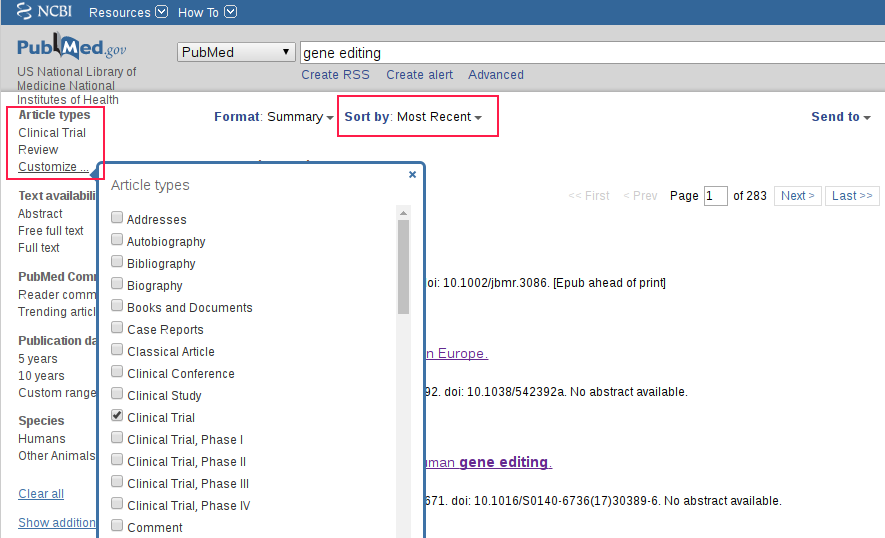 NCBI Resources How To
PubMed.gov
US National Library of
Medicine National
Institutes of Health
PubMed
gene editing
Create RSS Create alert Advanced
Article types
Clinical Trial
Review
Customize ...
Text availabili
Abstract
Free full text
Full text
PubMed Comm
Reader comm
Trending articl
Publication da
5 years
10 years
Custom range
Species
Humans
Other Animals
Clear all
Show addition
Format: Summary Sort by: Most Recent Send to
Article types
Addresses
Autobiography
Bibliography
Biography
Books and Documents
Case Reports
Classical Article
Clinical Conference
Clinical Study
Clinical Trial
Clinical Trial, Phase I
Clinical Trial, Phase II
Clinical Trial, Phase III
Clinical Trial, Phase IV
Comment
<< First < Prev Page 1 of 283 Next > Last >>
oi: 10.1002/jbmr.3086. [Epub ahead of print]
n Europe.
92. doi: 10.1038/542392a. No abstract available.
uman gene editing.
671. doi: 10.1016/S0140-6736(17)30389-6. No abstract available.